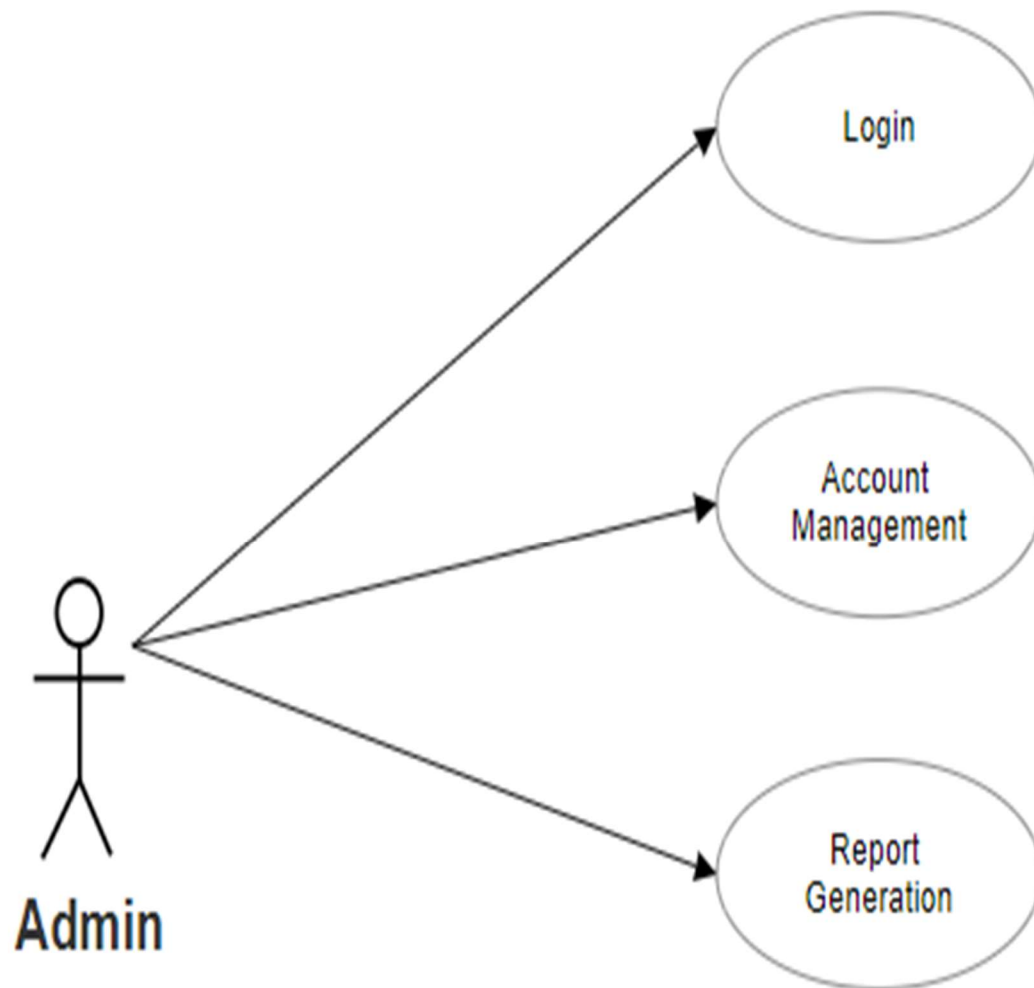 Login
Account
Management
Report
Generation
Admin